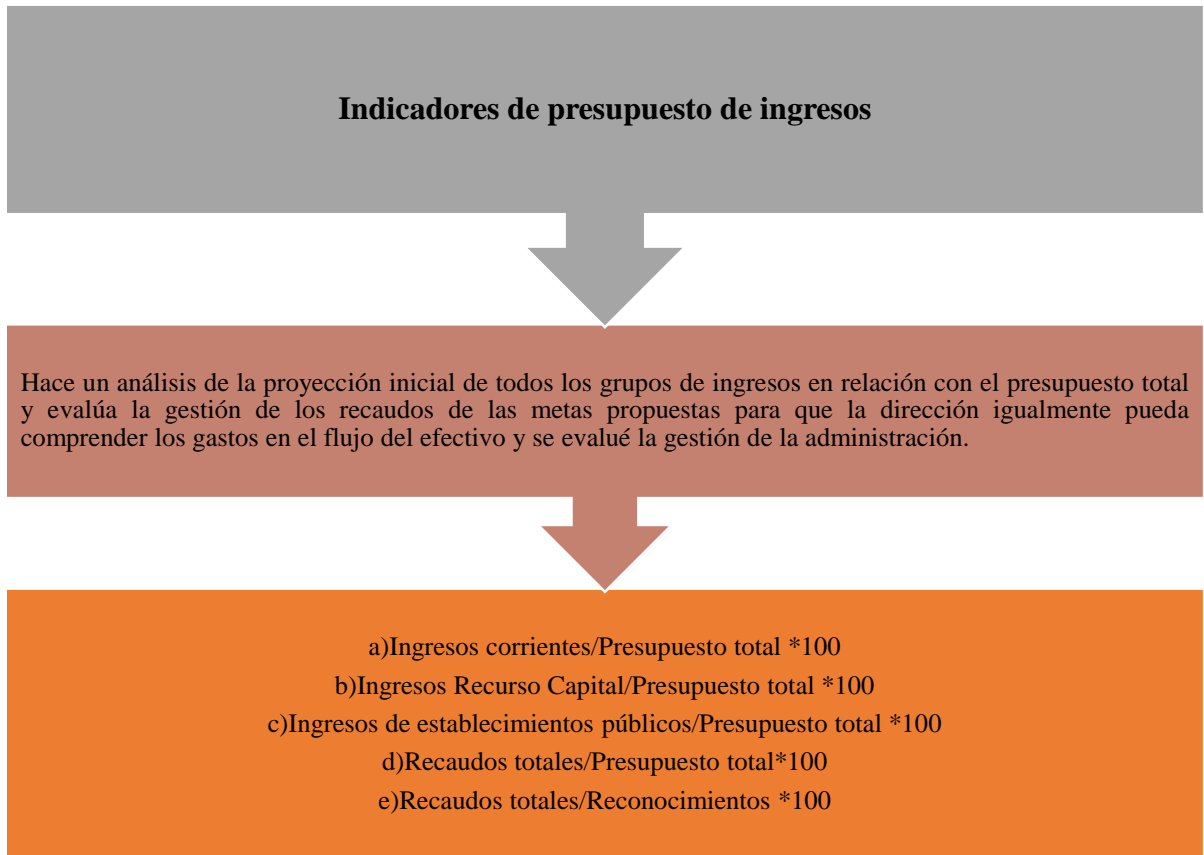 Indicadores de presupuesto de ingresos
Hace un análisis de la proyección inicial de todos los grupos de ingresos en relación con el presupuesto total
y evalúa la gestión de los recaudos de las metas propuestas para que la dirección igualmente pueda
comprender los gastos en el flujo del efectivo y se evalué la gestión de la administración.
a)Ingresos corrientes/Presupuesto total *100
b)Ingresos Recurso Capital/Presupuesto total *100
c)Ingresos de establecimientos públicos/Presupuesto total *100
d)Recaudos totales/Presupuesto total*100
e)Recaudos totales/Reconocimientos *100